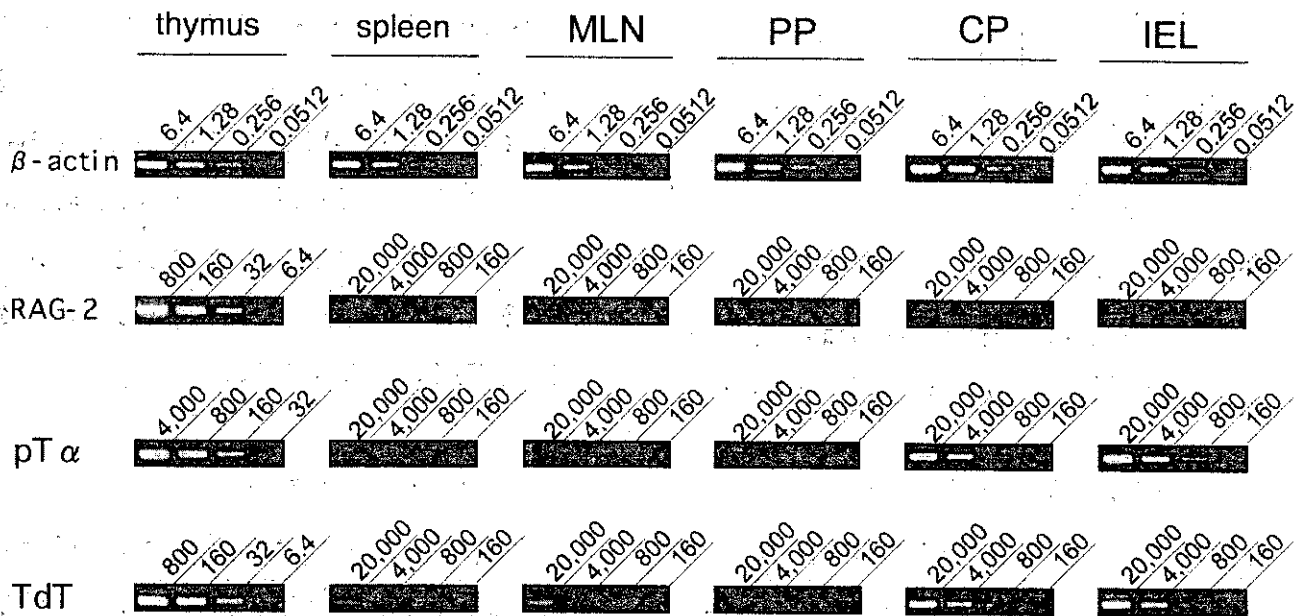 thymus spleen MLN PP CP IEL
6.4 1.28 0.256 0.0512 6.4 1.28 0.256 0.0512 6.4 1.28 0.256 0.0512 6.4 1.28 0.256 0.0512 6.4 1.28 0.256 0.0512 6.4 1.28 0.256 0.0512
β-actin
800 160 32 6.4 20,000 4,000 800 160 20,000 4,000 800 160 20,000 4,000 800 160 20,000 4,000 800 160 20,000 4,000 800 160
RAG-2
4,000 800 160 32 20,000 4,000 800 160 20,000 4,000 800 160 20,000 4,000 800 160 20,000 4,000 800 160 20,000 4,000 800 160
pT α
800 160 32 6.4 20,000 4,000 800 160 20,000 4,000 800 160 20,000 4,000 800 160 20,000 4,000 800 160 20,000 4,000 800 160
TdT